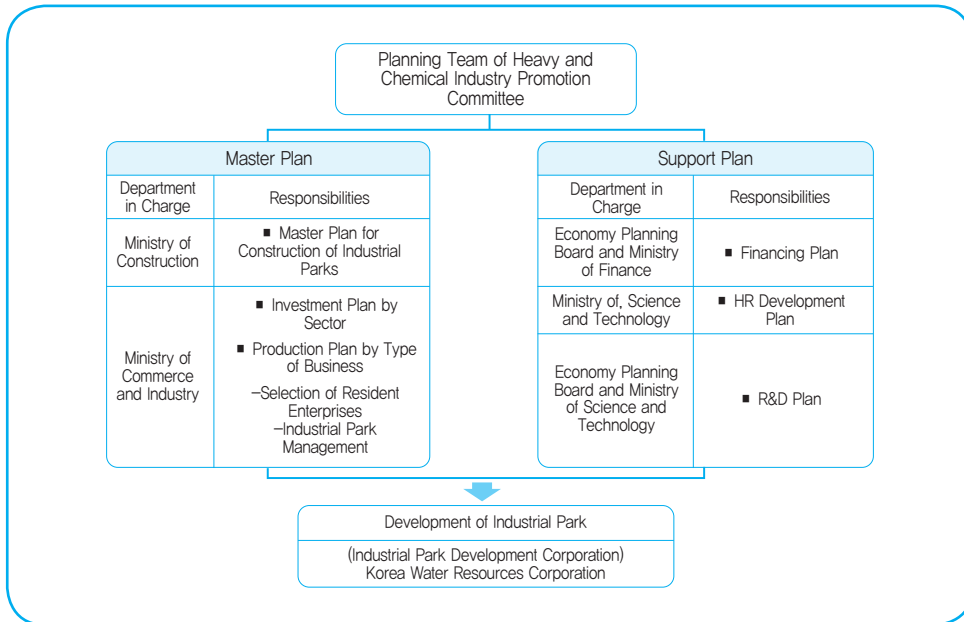 Planning Team of Heavy and
Chemical Industry Promotion
Committee
Master Plan
Department
in Charge
Responsibilities
Ministry of
Construction
■ Master Plan for
Construction of Industrial
Parks
Ministry of
Commerce
and Industry
■ Investment Plan by
Sector
■ Production Plan by Type
of Business
–Selection of Resident
Enterprises
–Industrial Park
Management
Support Plan
Department in
Charge
Responsibilities
Economy Planning
Board and Ministry
of Finance
■ Financing Plan
Ministry of, Science
and Technology
■ HR Development
Plan
Economy Planning
Board and Ministry
of Science and
Technology
■ R&D Plan
Development of Industrial Park
(Industrial Park Development Corporation)
Korea Water Resources Corporation